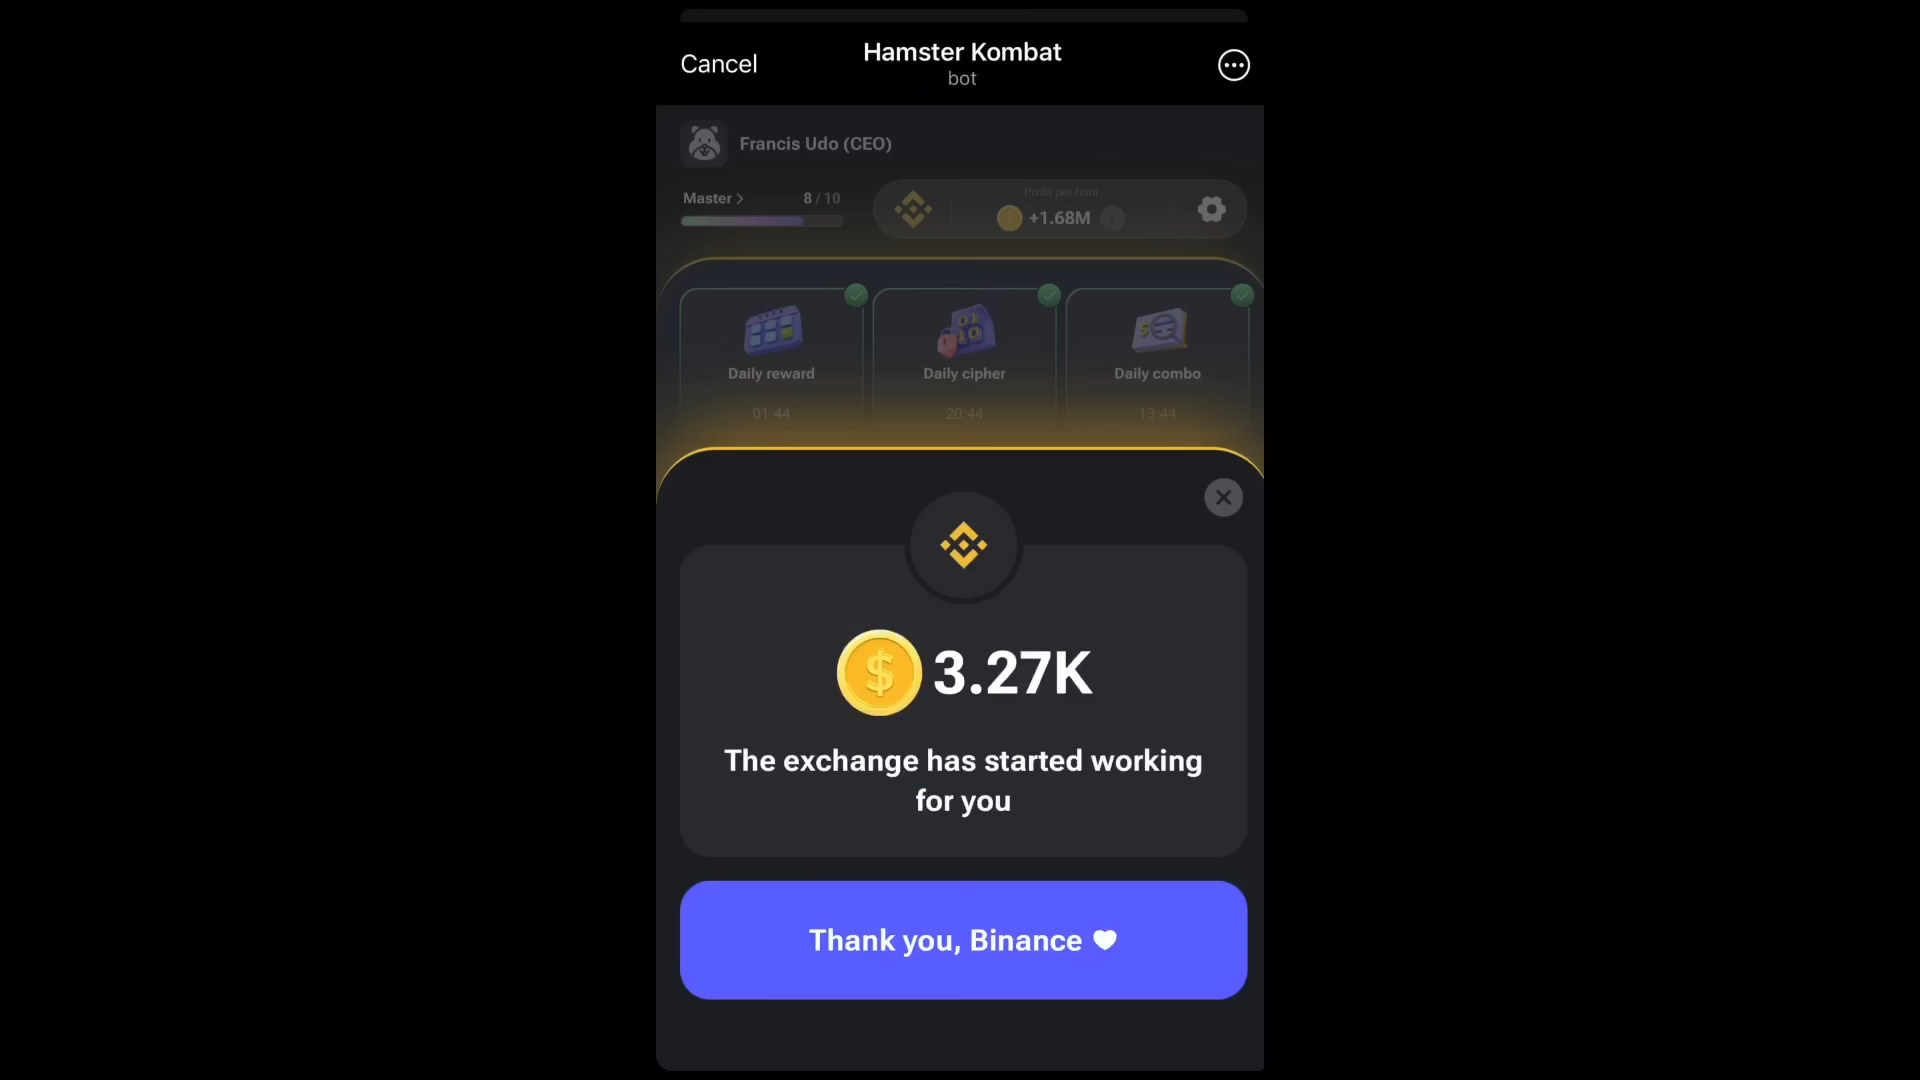 Cancel
Hamster Kombat
bot
Francis Udo (CEO)
Master >
8 / 10
Profit per hour
+1.68M
Daily reward
Daily cipher
Daily combo
01:44
20:44
13:44
3.27K
The exchange has started working
for you
Thank you, Binance 🤍